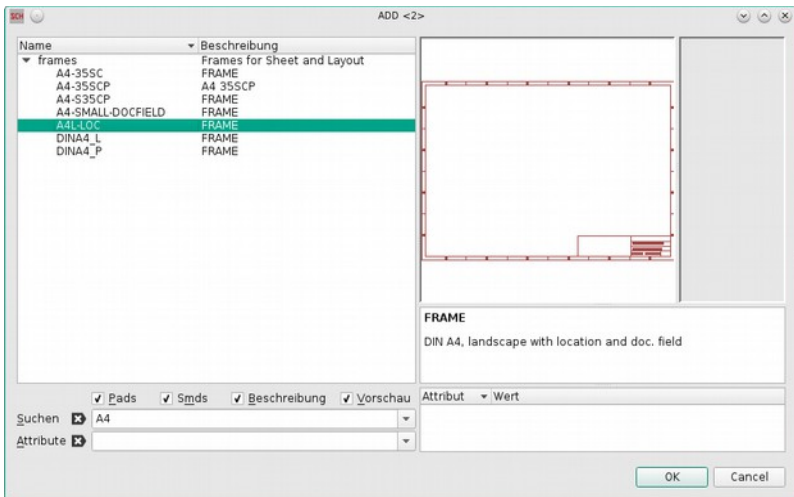 SCH ADD <2>
Name Beschreibung
frames Frames for Sheet and Layout
A4-35SC FRAME
A4-35SCP A4 35SCP
A4-S35CP FRAME
A4-SMALL-DOCFIELD FRAME
A4L-LOC FRAME
DINA4_L FRAME
DINA4_P FRAME
FRAME
DIN A4, landscape with location and doc. field
Pads Smds Beschreibung Vorschau
Attribut Wert
Suchen A4
Attribute
OK Cancel